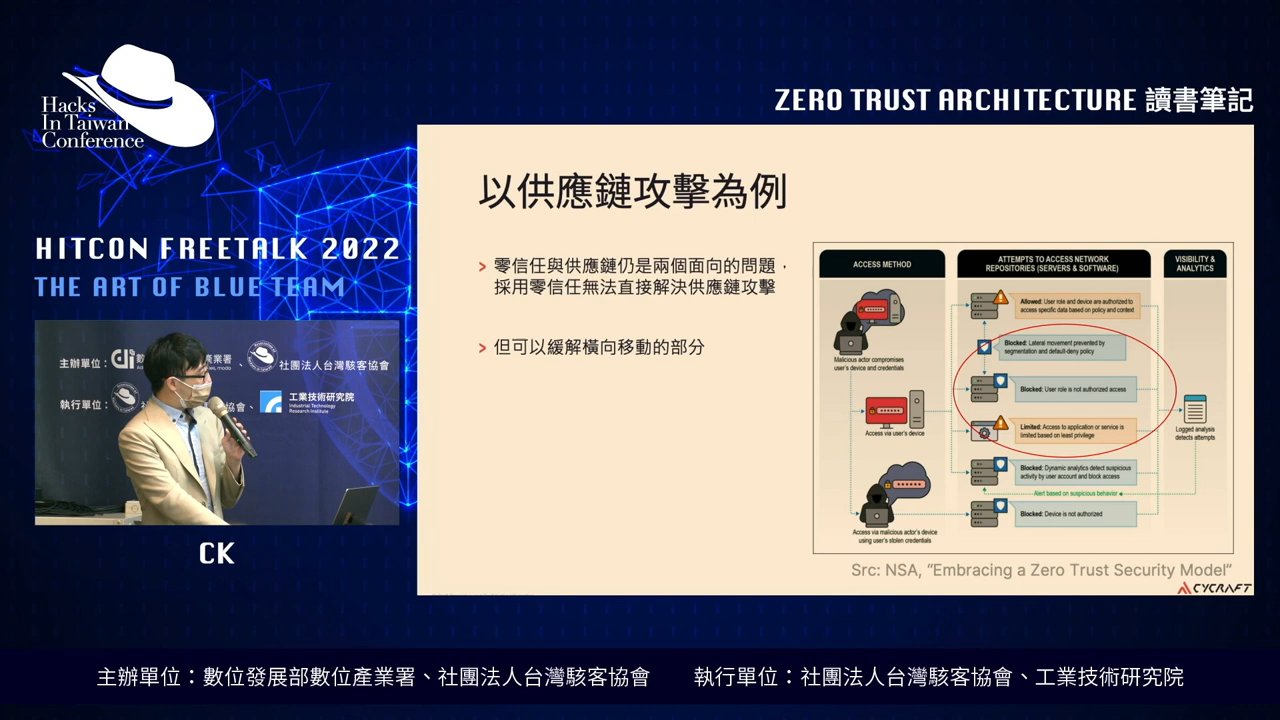 Hacks
In Taiwan
Conference
ZERO TRUST ARCHITECTURE 讀書筆記
HITCON FREETALK 2022
THE ART OF BLUE TEAM
主辦單位：
產業署
、
社團法人台灣駭客協會
執行單位：
協會、
工業技術研究院
Industrial Technology
Research Institute
CK
以供應鏈攻擊為例
> 零信任與供應鏈仍是兩個面向的問題，
採用零信任無法直接解決供應鏈攻擊
> 但可以緩解橫向移動的部分
ACCESS METHOD
ATTEMPTS TO ACCESS NETWORK
REPOSITORIES (SERVERS & SOFTWARE)
VISIBILITY &
ANALYTICS
Malicious actor compromises
user's device and credentials
Access via user's device
Access via malicious actor's device
using user's stolen credentials
Allowed: User role and device are authorized to
access specific data based on policy and context
Blocked: Lateral movement prevented by
segmentation and default-deny policy
Blocked: User role is not authorized access
Limited: Access to application or service is
limited based on least privilege
Blocked: Dynamic analytics detect suspicious
activity by user account and block access
Alert based on suspicious behavior
Blocked: Device is not authorized
Logged analysis
detects attempts
Src: NSA, “Embracing a Zero Trust Security Model”
CYCRAFT
主辦單位：數位發展部數位產業署、社團法人台灣駭客協會
執行單位：社團法人台灣駭客協會、工業技術研究院